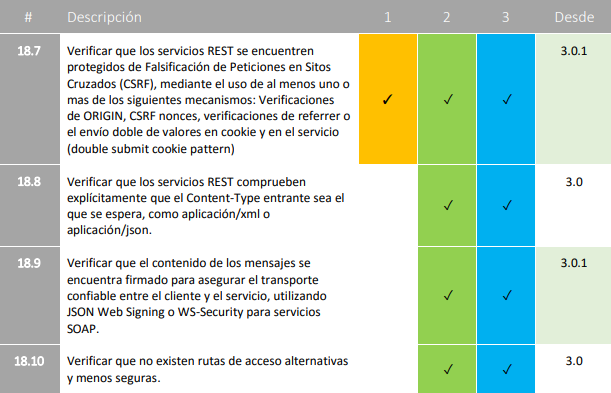 # Descripción 1 2 3 Desde
18.7 Verificar que los servicios REST se encuentren ✓ ✓ ✓ 3.0.1
protegidos de Falsificación de Peticiones en Sitos
Cruzados (CSRF), mediante el uso de al menos uno o
mas de los siguientes mecanismos: Verificaciones
de ORIGIN, CSRF nonces, verificaciones de referrer o
el envío doble de valores en cookie y en el servicio
(double submit cookie pattern)
18.8 Verificar que los servicios REST comprueben ✓ ✓ 3.0
explícitamente que el Content-Type entrante sea el
que se espera, como aplicación/xml o
aplicación/json.
18.9 Verificar que el contenido de los mensajes se ✓ ✓ 3.0.1
encuentra firmado para asegurar el transporte
confiable entre el cliente y el servicio, utilizando
JSON Web Signing o WS-Security para servicios
SOAP.
18.10 Verificar que no existen rutas de acceso alternativas ✓ ✓ 3.0
y menos seguras.